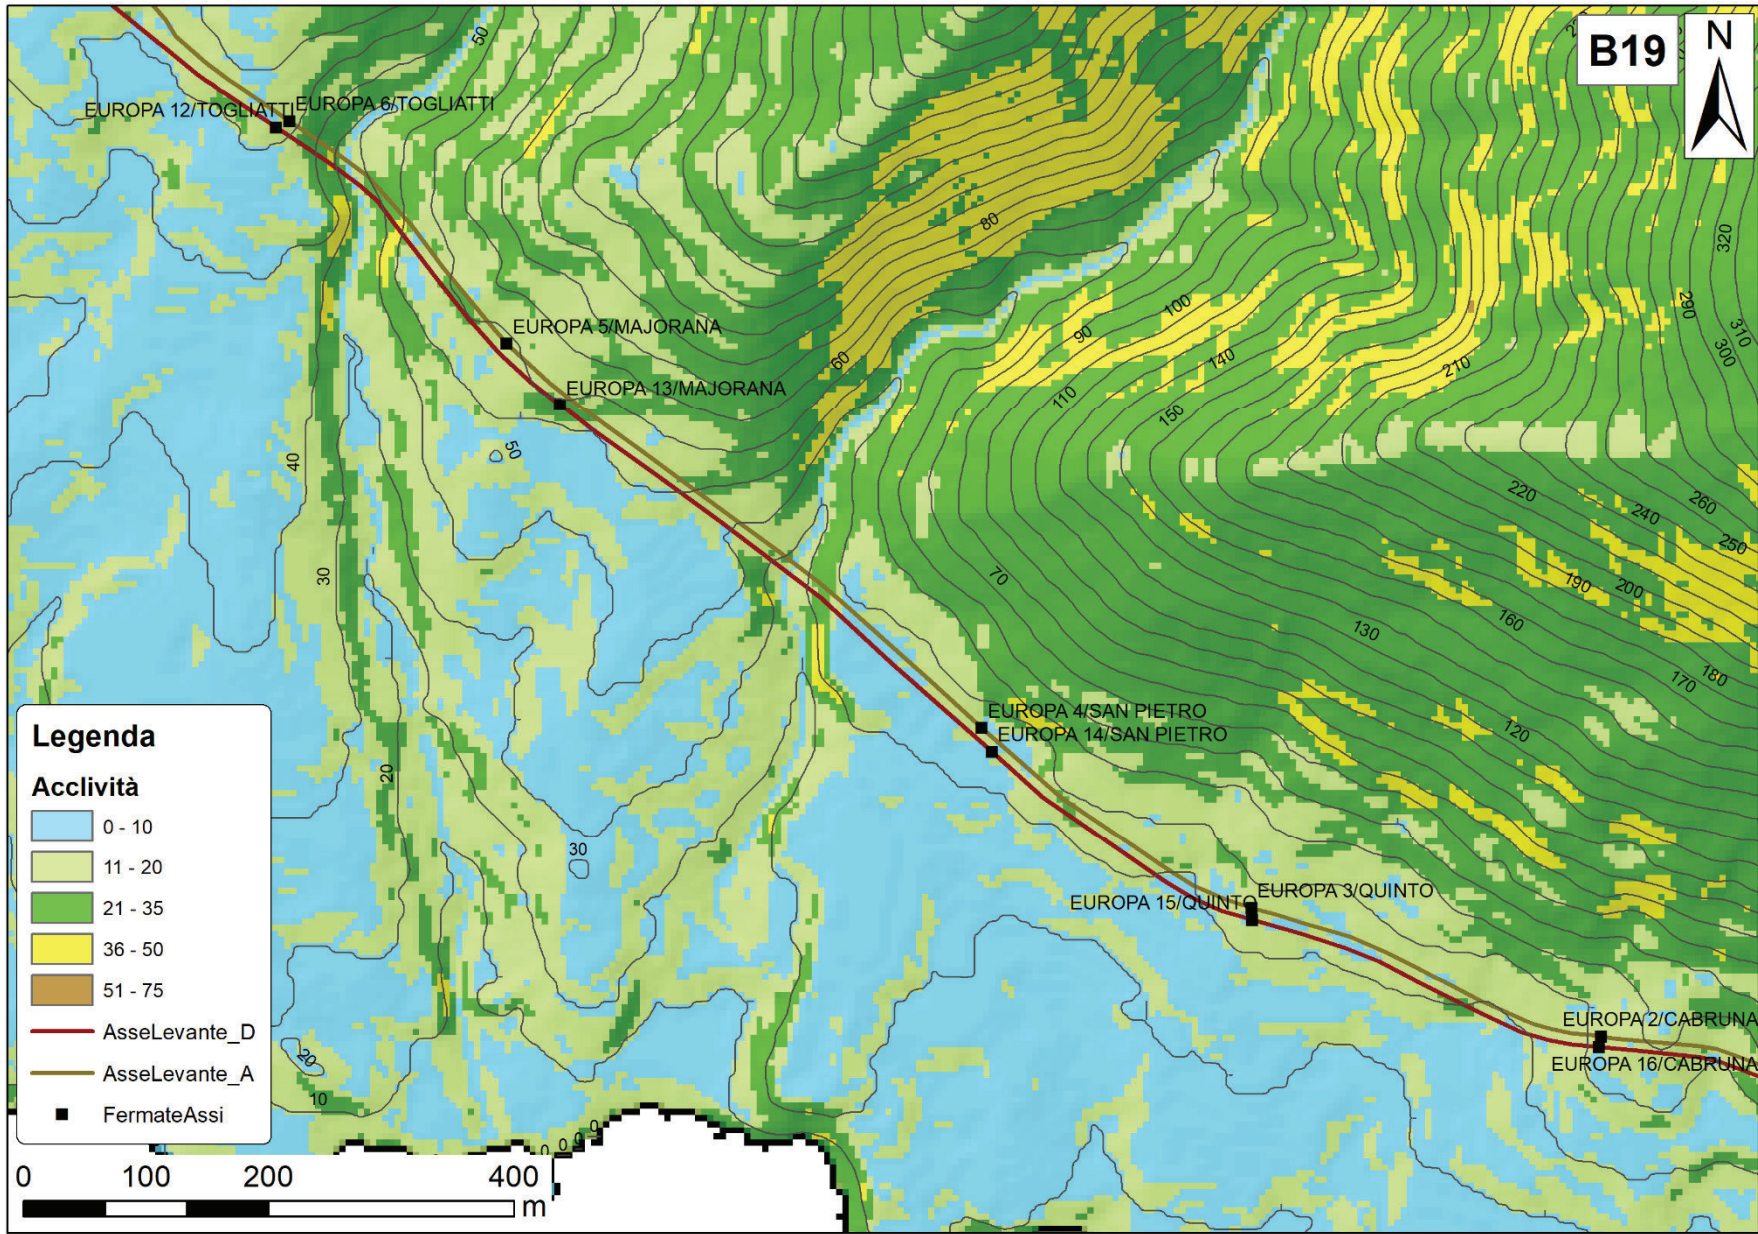 B19
N
50
EUROPA 12/TOGLIATTI
EUROPA 6/TOGLIATTI
80
320
290
310
300
100
90
140
210
110
150
60
EUROPA 5/MAJORANA
EUROPA 13/MAJORANA
50
40
30
220
240
260
250
190
200
160
130
70
180
170
120
EUROPA 4/SAN PIETRO
EUROPA 14/SAN PIETRO
20
30
EUROPA 3/QUINTO
EUROPA 15/QUINTO
EUROPA 2/CABRUNA
EUROPA 16/CABRUNA
20
10
0 0 0 0
Legenda
Acclività
0 - 10
11 - 20
21 - 35
36 - 50
51 - 75
AsseLevante_D
AsseLevante_A
FermateAssi
0 100 200 400
m